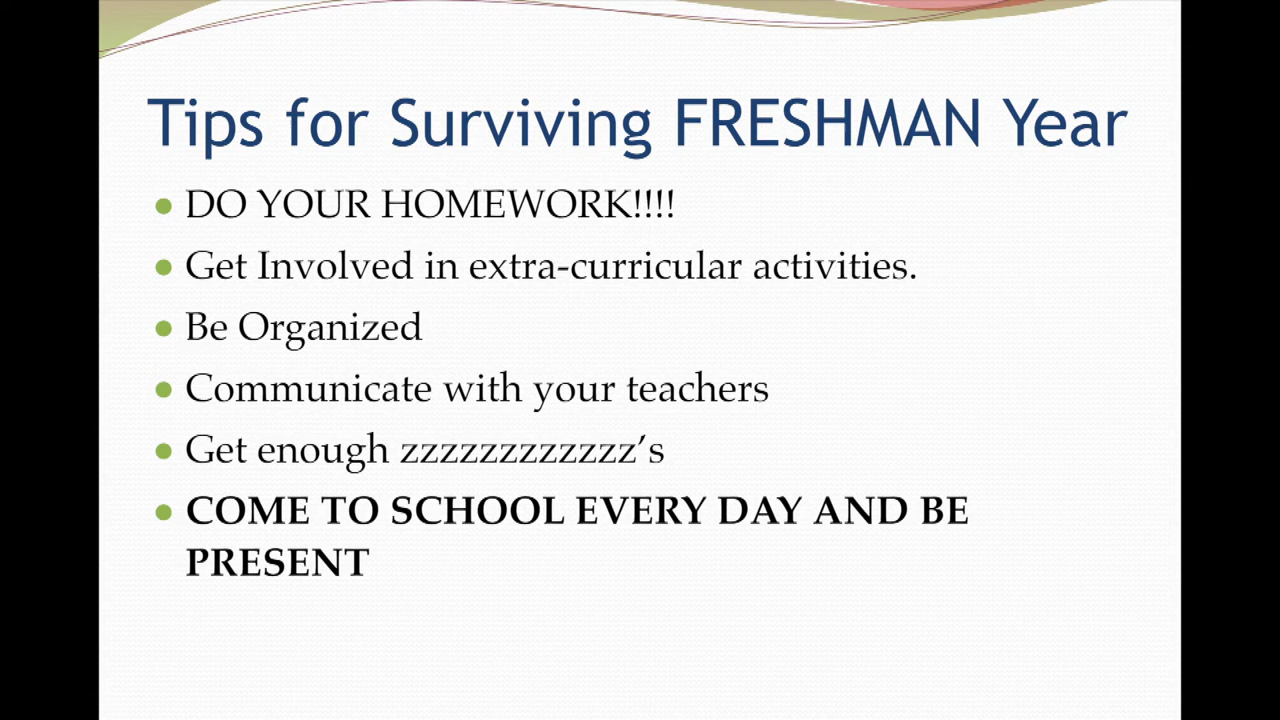 Tips for Surviving FRESHMAN Year
DO YOUR HOMEWORK!!!!
Get Involved in extra-curricular activities.
Be Organized
Communicate with your teachers
Get enough zzzzzzzzzzzz’s
COME TO SCHOOL EVERY DAY AND BE
PRESENT